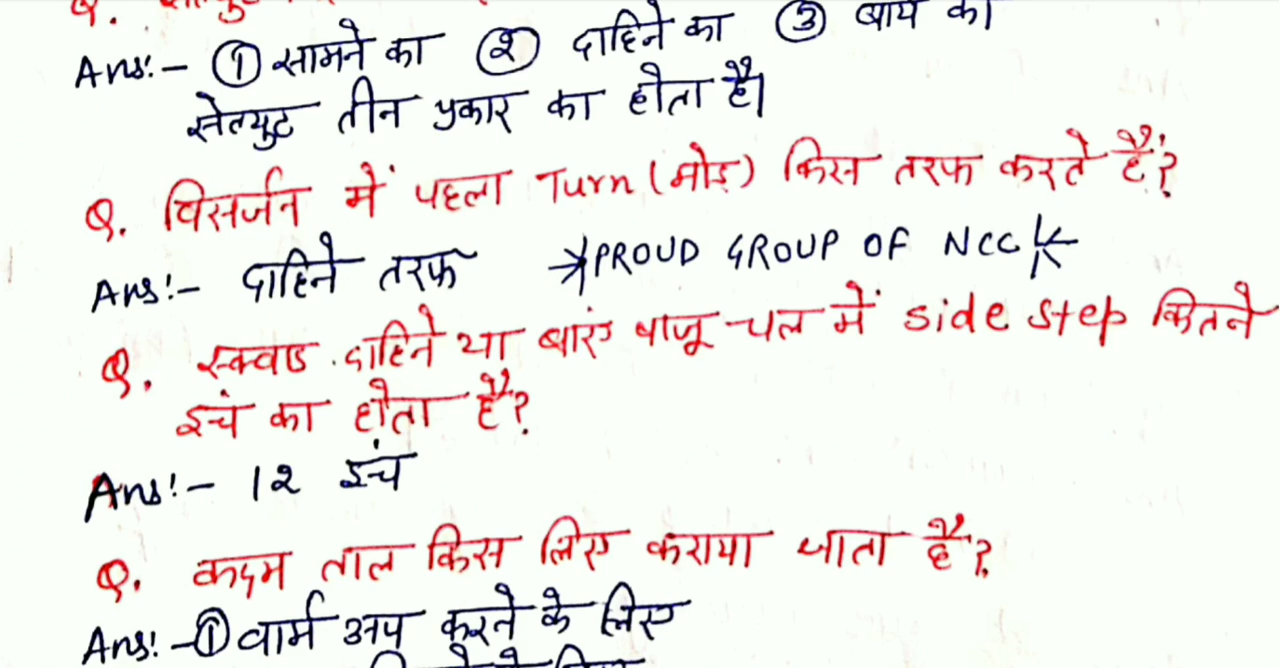 Q.
Ans:- ① सामने का ② दाहिने का ③ बायें का
सेल्युट तीन प्रकार का होता है।
Q. विसर्जन में पहला Turn (मोड़) किस तरफ करते हैं?
Ans:- दाहिने तरफ → PROUD GROUP OF NCC ←
Q. स्क्वाड दाहिने या बाएं बाजू चल में side step कितने
इंच का होता है?
Ans:- 12 इंच
Q. कदम ताल किस लिए कराया जाता है?
Ans:- ① वार्म अप करने के लिए